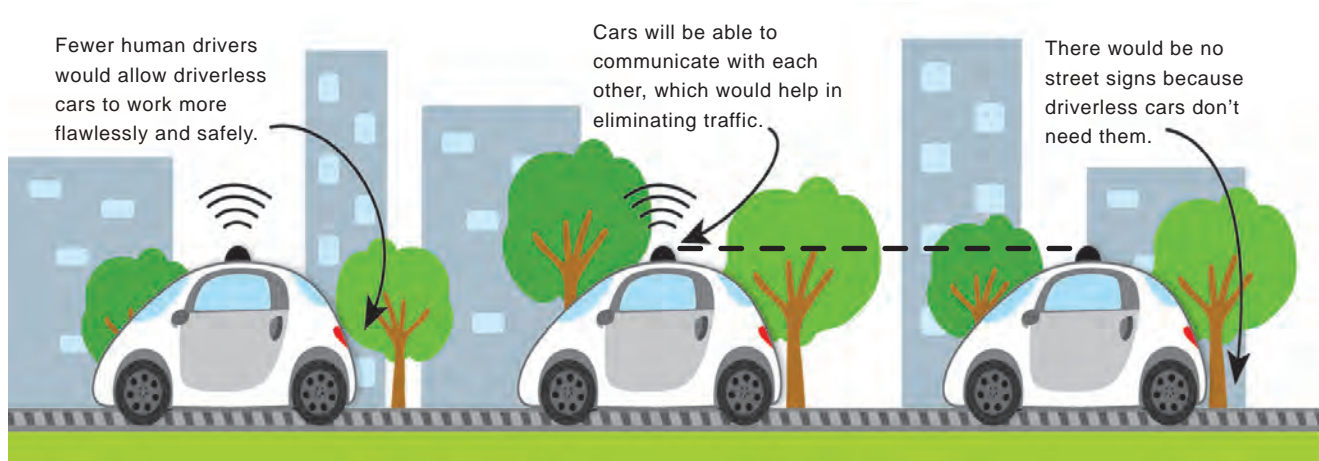 Fewer human drivers
would allow driverless
cars to work more
flawlessly and safely.
Cars will be able to
communicate with each
other, which would help in
eliminating traffic.
There would be no
street signs because
driverless cars don’t
need them.